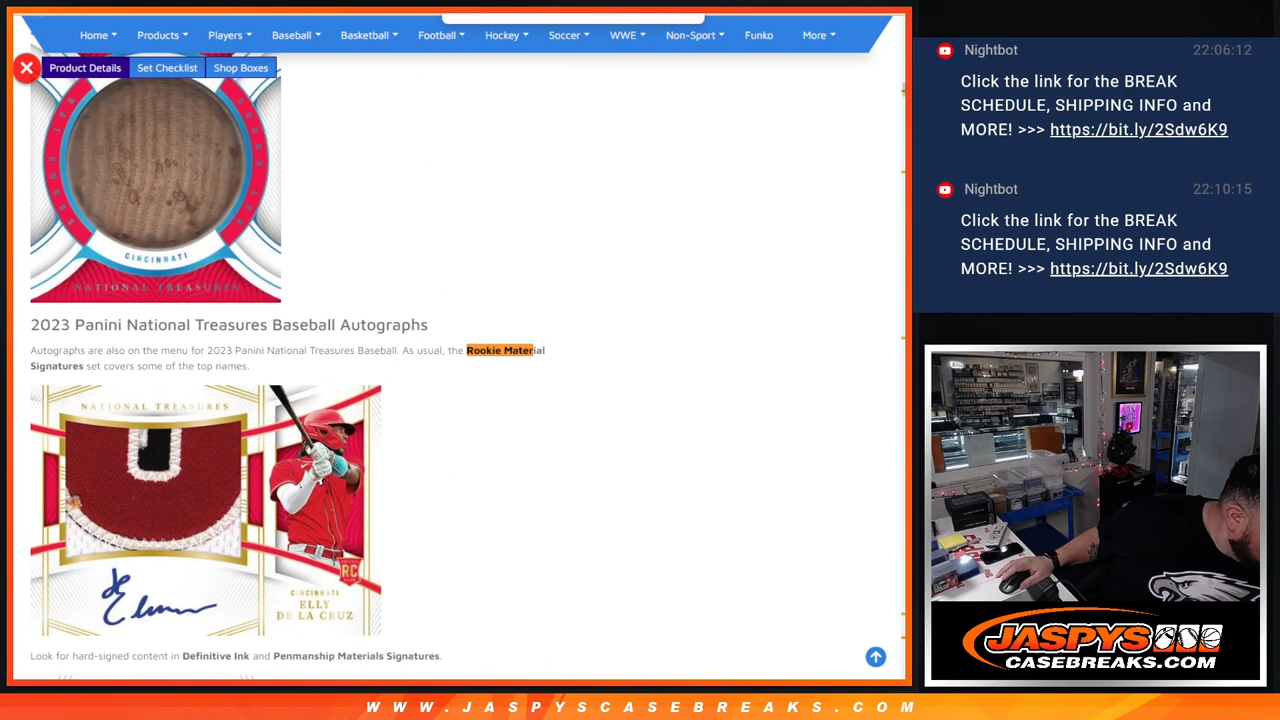 Home Products Players Baseball Basketball Football Hockey Soccer WWE Non-Sport Funko More
Product Details Set Checklist Shop Boxes
CINCINNATI
NATIONAL TREASURES
2023 Panini National Treasures Baseball Autographs
Autographs are also on the menu for 2023 Panini National Treasures Baseball. As usual, the Rookie Material
Signatures set covers some of the top names.
NATIONAL TREASURES
RC
CINCINNATI
ELLY
DE LA CRUZ
Look for hard-signed content in Definitive Ink and Penmanship Materials Signatures.
Nightbot 22:06:12
Click the link for the BREAK
SCHEDULE, SHIPPING INFO and
MORE! >>> https://bit.ly/2Sdw6K9
Nightbot 22:10:15
Click the link for the BREAK
SCHEDULE, SHIPPING INFO and
MORE! >>> https://bit.ly/2Sdw6K9
JASPYS
CASEBREAKS.COM
WWW.JASPYSCASEBREAKS.COM